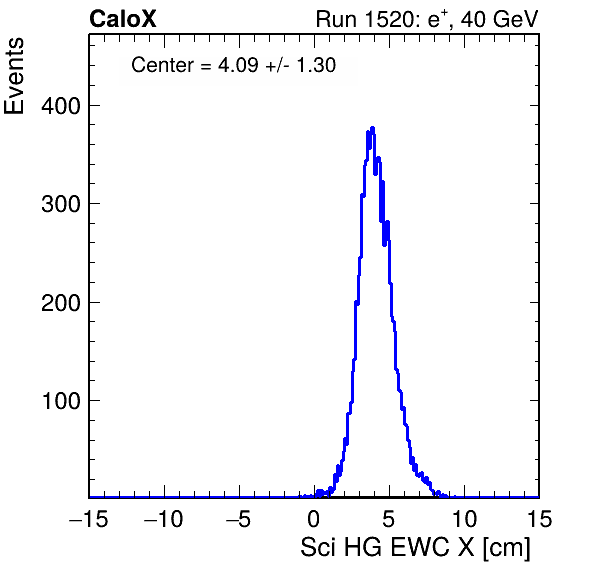 CaloX Run 1520: e⁺, 40 GeV
Center = 4.09 +/- 1.30
Events
400
300
200
100
−15 −10 −5 0 5 10 15
Sci HG EWC X [cm]